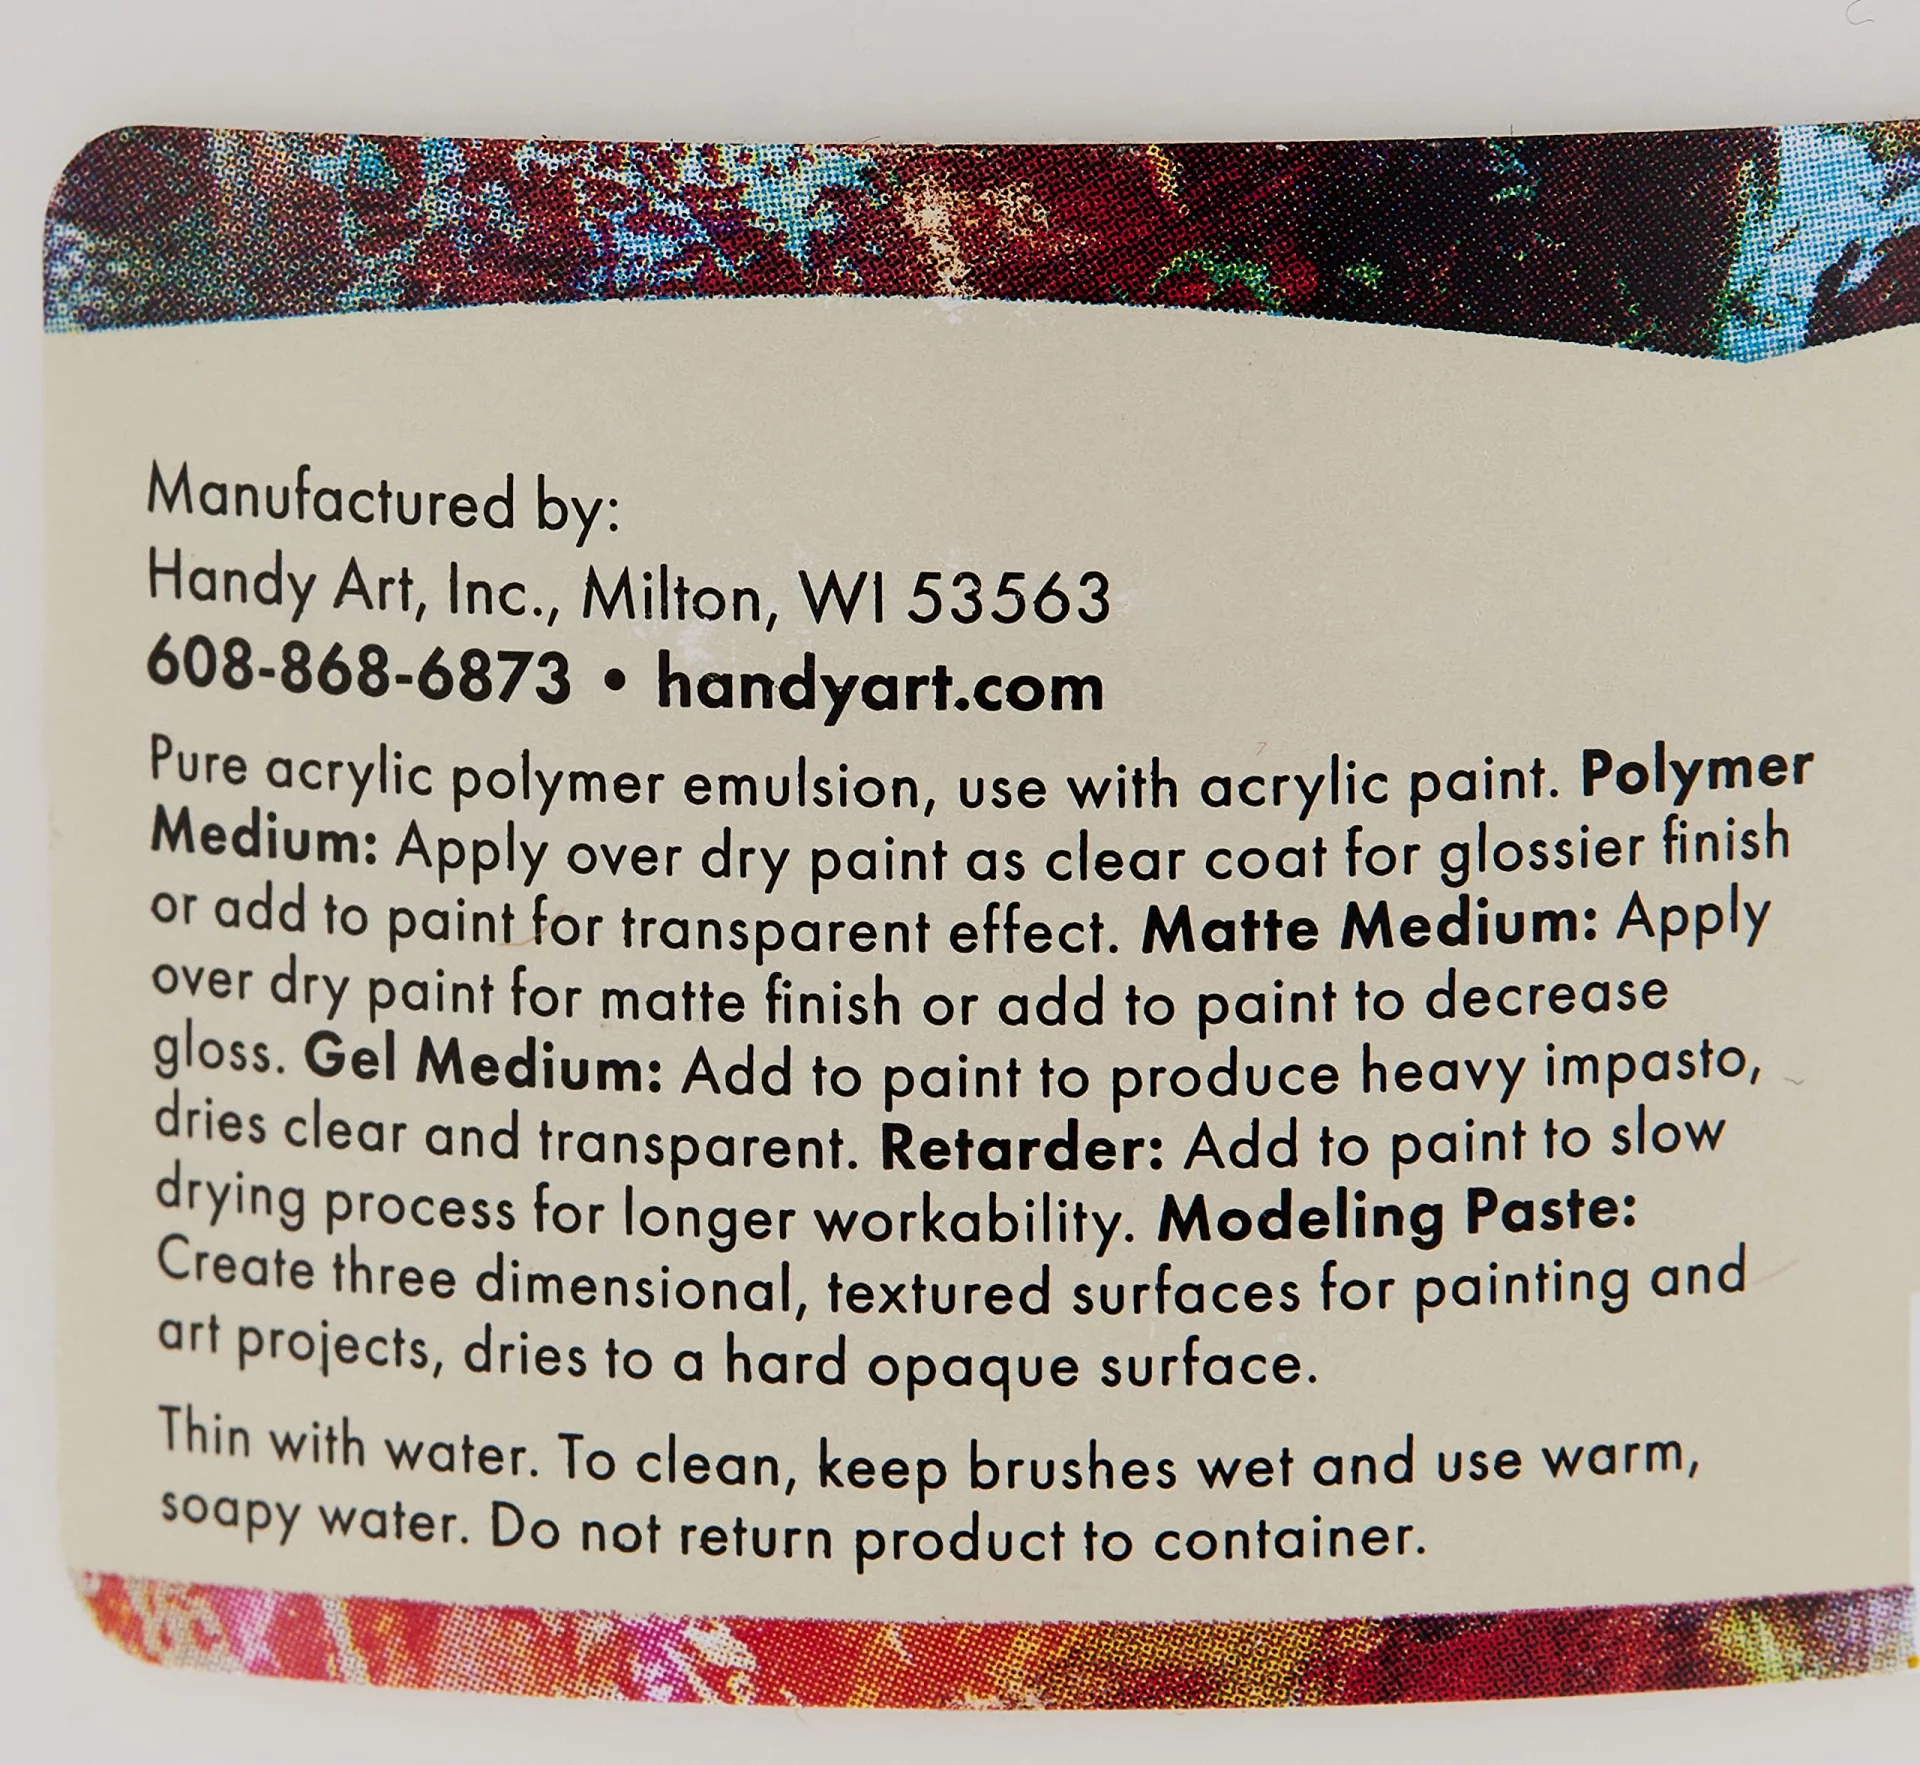 Manufactured by:
Handy Art, Inc., Milton, WI 53563
608-868-6873 • handyart.com
Pure acrylic polymer emulsion, use with acrylic paint. Polymer
Medium: Apply over dry paint as clear coat for glossier finish
or add to paint for transparent effect. Matte Medium: Apply
over dry paint for matte finish or add to paint to decrease
gloss. Gel Medium: Add to paint to produce heavy impasto,
dries clear and transparent. Retarder: Add to paint to slow
drying process for longer workability. Modeling Paste:
Create three dimensional, textured surfaces for painting and
art projects, dries to a hard opaque surface.
Thin with water. To clean, keep brushes wet and use warm,
soapy water. Do not return product to container.